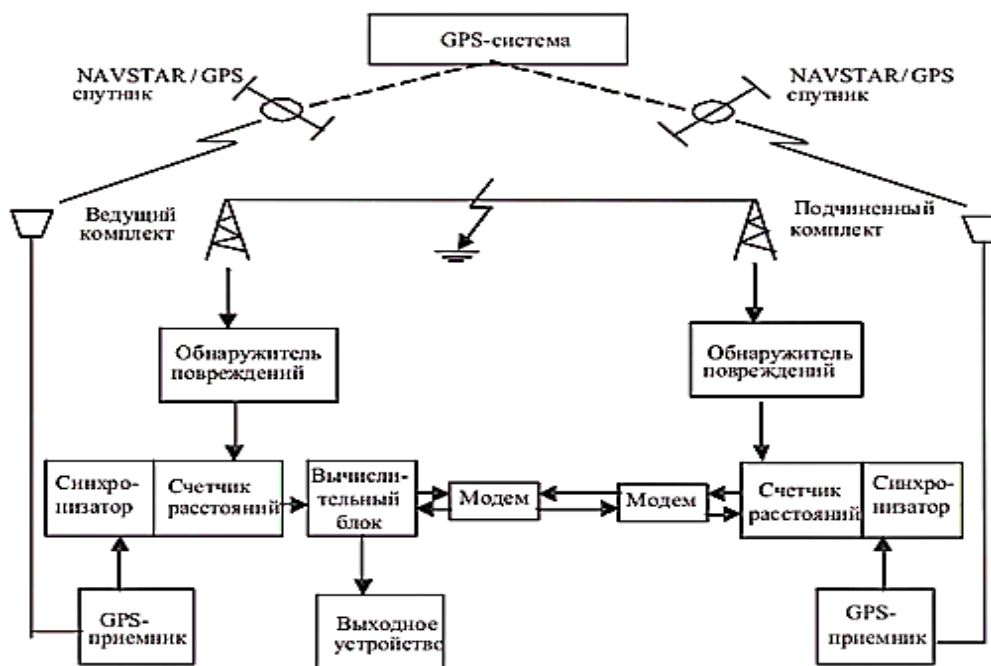 GPS-система
NAVSTAR / GPS
спутник
NAVSTAR/ GPS
спутник
Ведущий
комплект
Подчиненный
комплект
Обнаружитель
повреждений
Обнаружитель
повреждений
Синхро-
низатор
Счетчик
расстояний
Вычисли-
тельный
блок
Модем
Модем
Счетчик
расстояний
Синхро-
низатор
GPS-
приемник
Выходное
устройство
GPS-
приемник